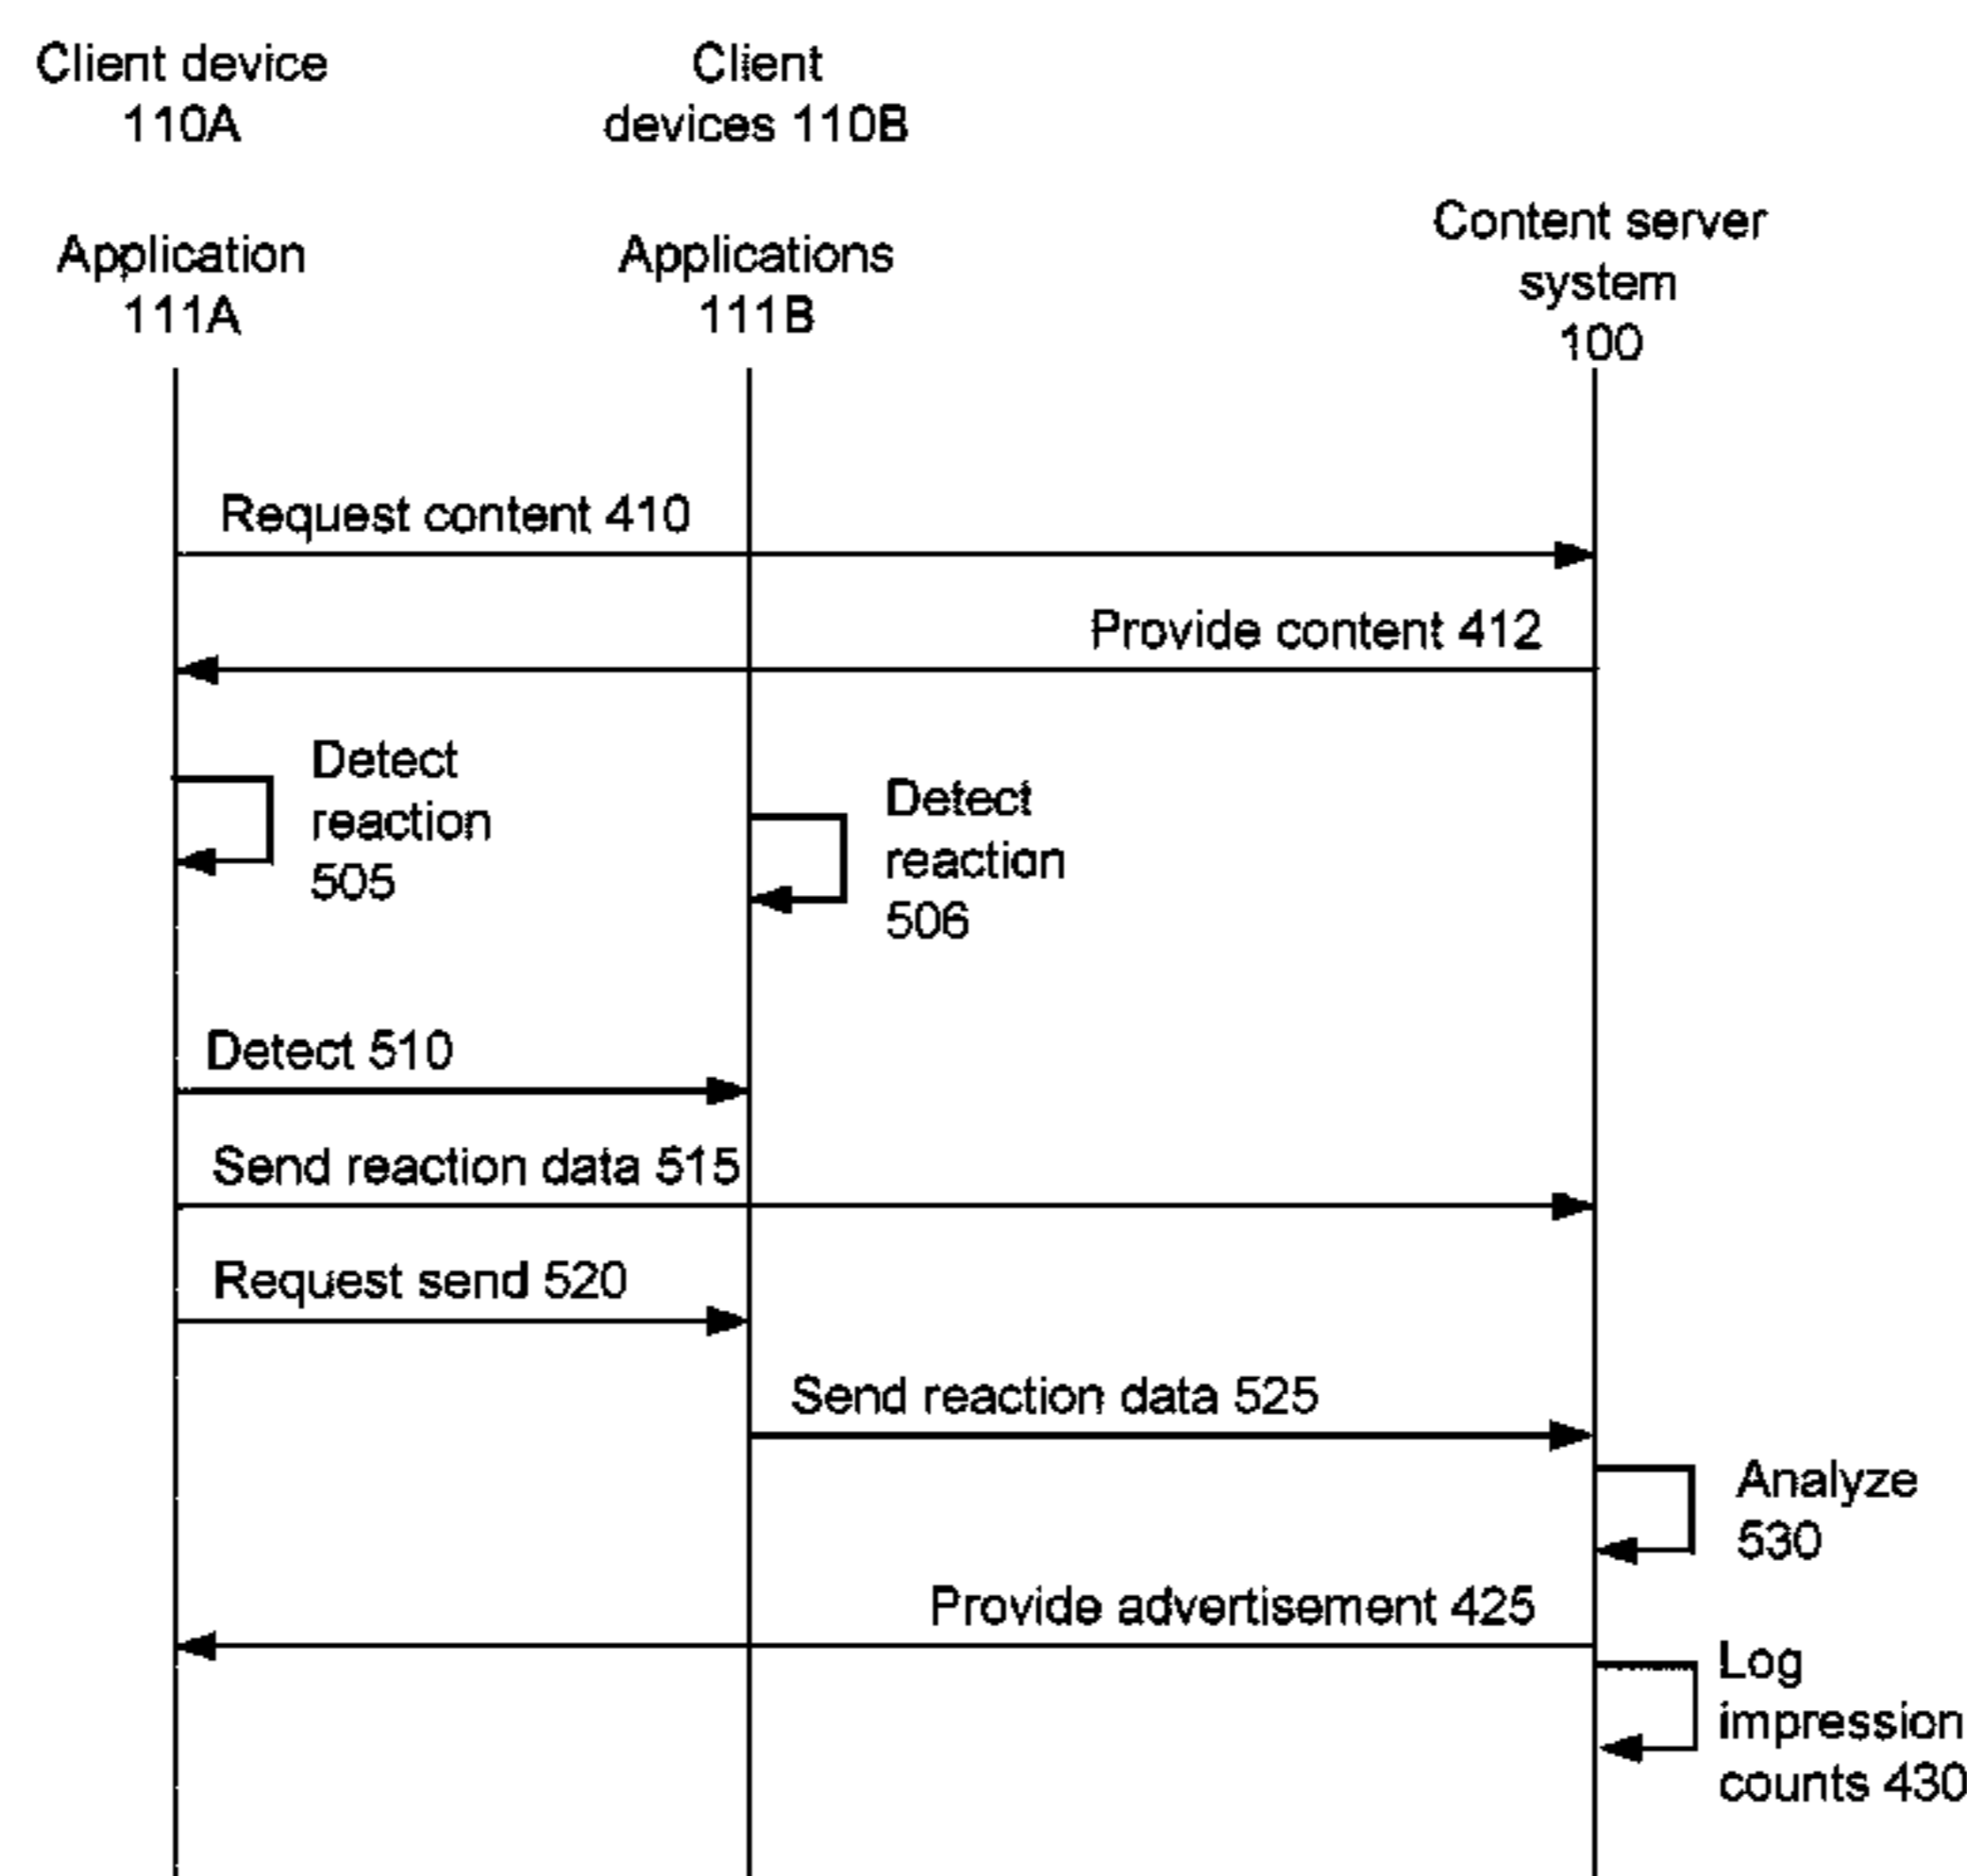 Client device
110A
Client
devices 110B
Application
111A
Applications
111B
Content server
system
100
Request content 410
Provide content 412
Detect
reaction
505
Detect
reaction
506
Detect 510
Send reaction data 515
Request send 520
Send reaction data 525
Analyze
530
Provide advertisement 425
Log
impression
counts 430